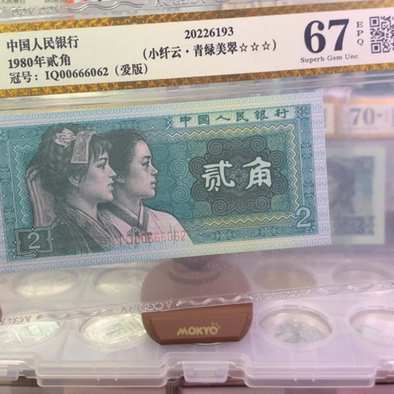 中国人民银行
1980年贰角
冠号：IQ00666062（爱版）
20226193
（小纤云·青绿美翠☆☆☆）
67
EPQ
Superb Gem Unc
70
中国人民银行
贰角
2
2
IQ00666062
MOKYO